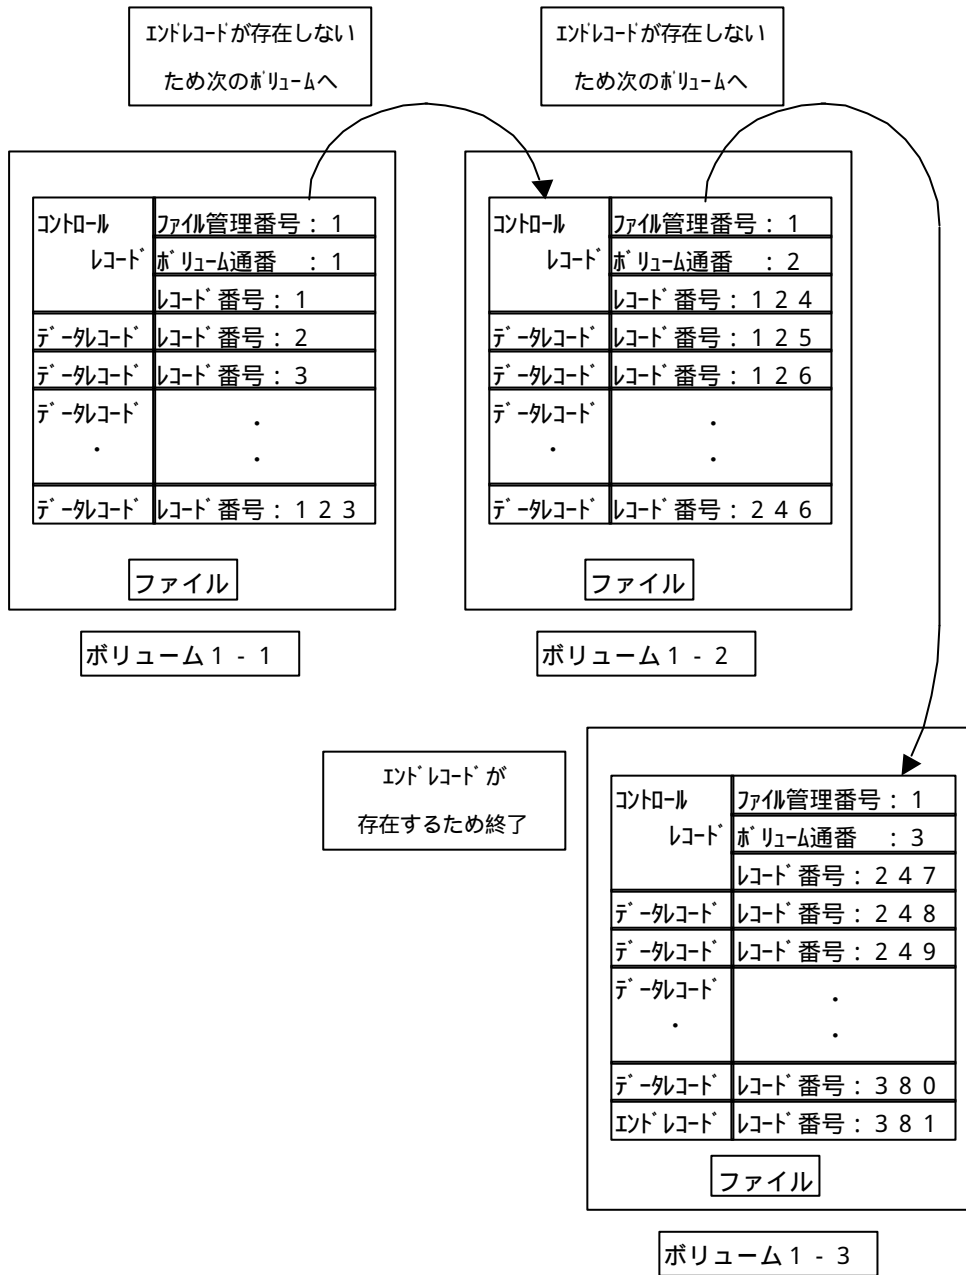 ｴﾝﾄﾞﾚｺｰﾄﾞが存在しない
ため次のﾎﾞﾘｭｰﾑへ
ｴﾝﾄﾞﾚｺｰﾄﾞが存在しない
ため次のﾎﾞﾘｭｰﾑへ
ｺﾝﾄﾛｰﾙ
ﾚｺｰﾄﾞ
ﾌｧｲﾙ管理番号：１
ﾎﾞﾘｭｰﾑ通番　：１
ﾚｺｰﾄﾞ番号：１
ﾃﾞｰﾀﾚｺｰﾄﾞ ﾚｺｰﾄﾞ番号：２
ﾃﾞｰﾀﾚｺｰﾄﾞ ﾚｺｰﾄﾞ番号：３
ﾃﾞｰﾀﾚｺｰﾄﾞ
・ ・
・
ﾃﾞｰﾀﾚｺｰﾄﾞ ﾚｺｰﾄﾞ番号：１２３
ファイル
ボリューム１－１
ｺﾝﾄﾛｰﾙ
ﾚｺｰﾄﾞ
ﾌｧｲﾙ管理番号：１
ﾎﾞﾘｭｰﾑ通番　：２
ﾚｺｰﾄﾞ番号：１２４
ﾃﾞｰﾀﾚｺｰﾄﾞ ﾚｺｰﾄﾞ番号：１２５
ﾃﾞｰﾀﾚｺｰﾄﾞ ﾚｺｰﾄﾞ番号：１２６
ﾃﾞｰﾀﾚｺｰﾄﾞ
・ ・
・
ﾃﾞｰﾀﾚｺｰﾄﾞ ﾚｺｰﾄﾞ番号：２４６
ファイル
ボリューム１－２
ｴﾝﾄﾞﾚｺｰﾄﾞが
存在するため終了
ｺﾝﾄﾛｰﾙ
ﾚｺｰﾄﾞ
ﾌｧｲﾙ管理番号：１
ﾎﾞﾘｭｰﾑ通番　：３
ﾚｺｰﾄﾞ番号：２４７
ﾃﾞｰﾀﾚｺｰﾄﾞ ﾚｺｰﾄﾞ番号：２４８
ﾃﾞｰﾀﾚｺｰﾄﾞ ﾚｺｰﾄﾞ番号：２４９
ﾃﾞｰﾀﾚｺｰﾄﾞ
・ ・
・
ﾃﾞｰﾀﾚｺｰﾄﾞ ﾚｺｰﾄﾞ番号：３８０
ｴﾝﾄﾞﾚｺｰﾄﾞ ﾚｺｰﾄﾞ番号：３８１
ファイル
ボリューム１－３